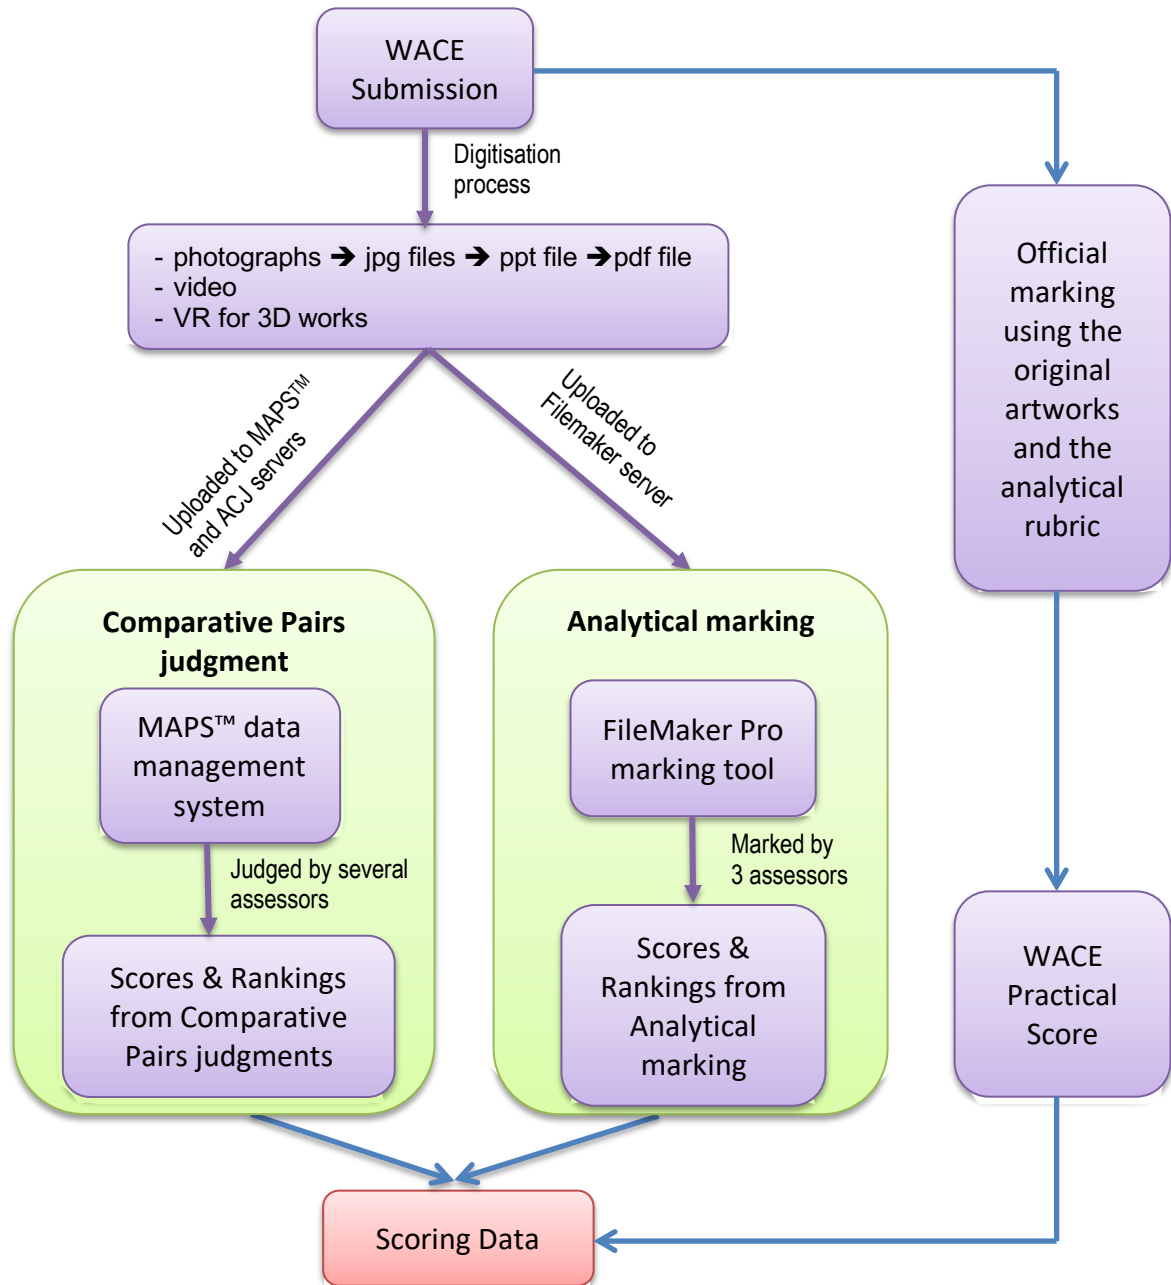 WACE
Submission
Digitisation
process
- photographs ➔ jpg files ➔ ppt file ➔pdf file
- video
- VR for 3D works
Official
marking
using the
original
artworks
and the
analytical
rubric
Uploaded to MAPS™
and ACJ servers
Uploaded to
Filemaker server
Comparative Pairs
judgment
MAPS™ data
management
system
Judged by several
assessors
Scores & Rankings
from Comparative
Pairs judgments
Analytical marking
FileMaker Pro
marking tool
Marked by
3 assessors
Scores &
Rankings from
Analytical
marking
WACE
Practical
Score
Scoring Data